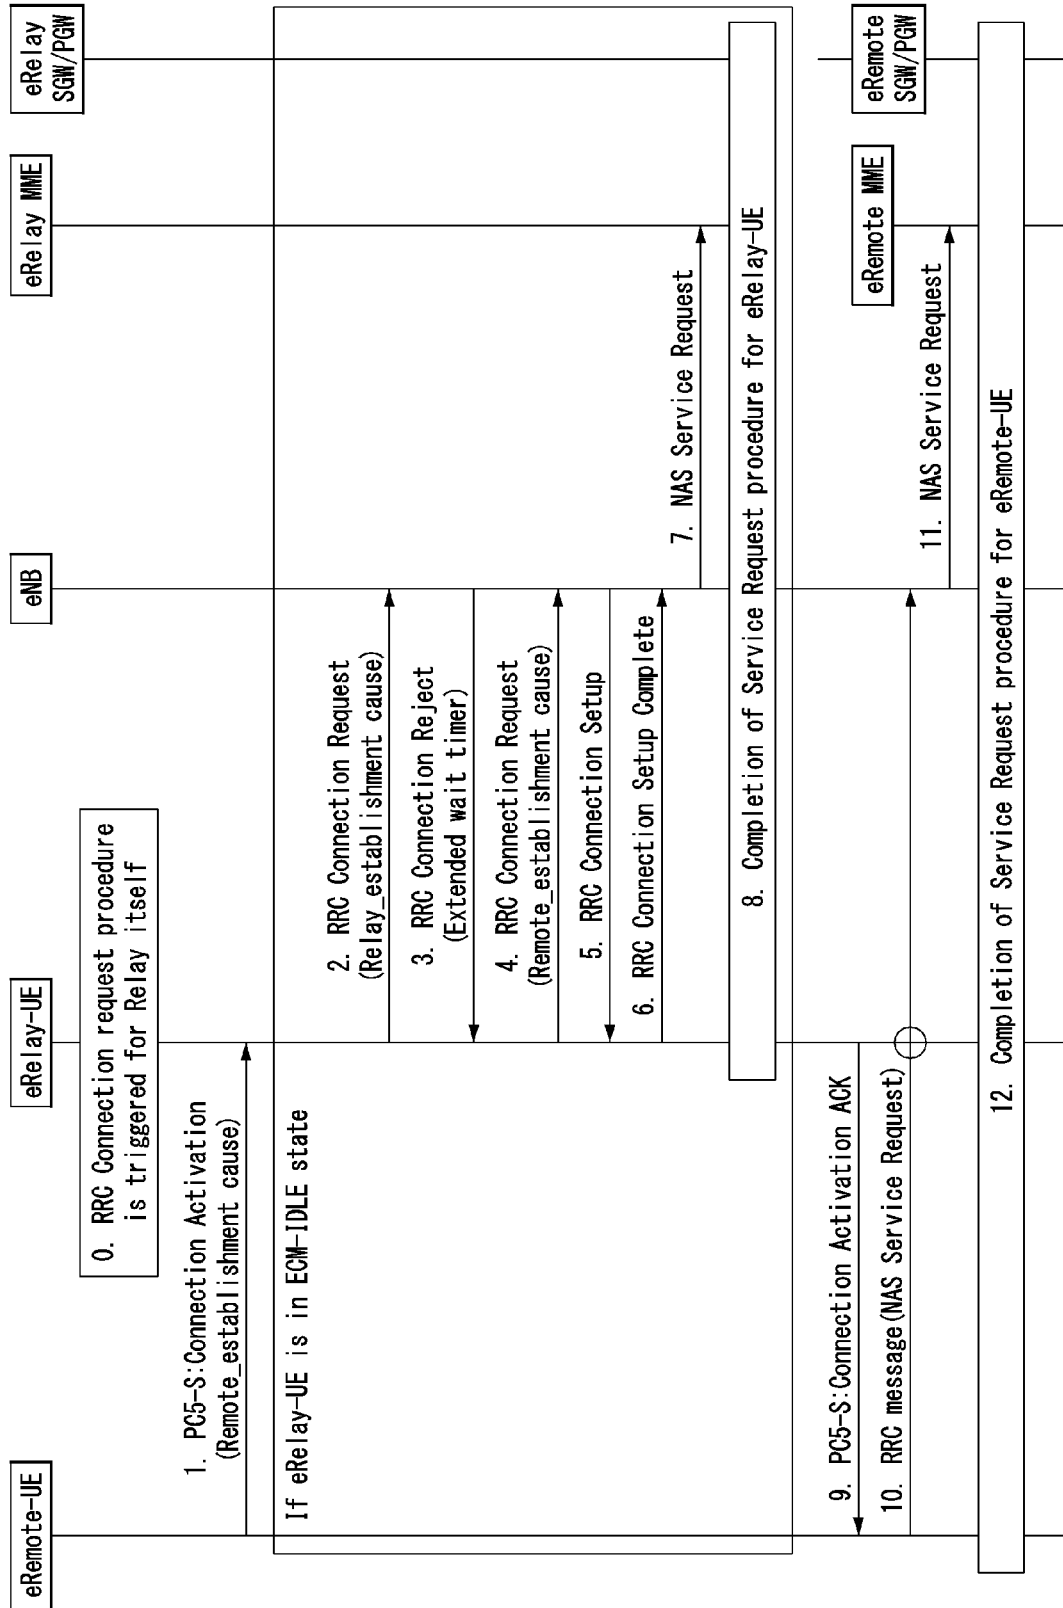 eRemote-UE
eRelay-UE
eNB
eRelay MME
eRelay
SGW/PGW
0. RRC Connection request procedure
is triggered for Relay itself
1. PC5-S:Connection Activation
(Remote_establishment cause)
If eRelay-UE is in ECM-IDLE state
2. RRC Connection Request
(Relay_establishment cause)
3. RRC Connection Reject
(Extended wait timer)
4. RRC Connection Request
(Remote_establishment cause)
5. RRC Connection Setup
6. RRC Connection Setup Complete
7. NAS Service Request
8. Completion of Service Request procedure for eRelay-UE
eRemote MME
eRemote
SGW/PGW
9. PC5-S:Connection Activation ACK
10. RRC message(NAS Service Request)
11. NAS Service Request
12. Completion of Service Request procedure for eRemote-UE